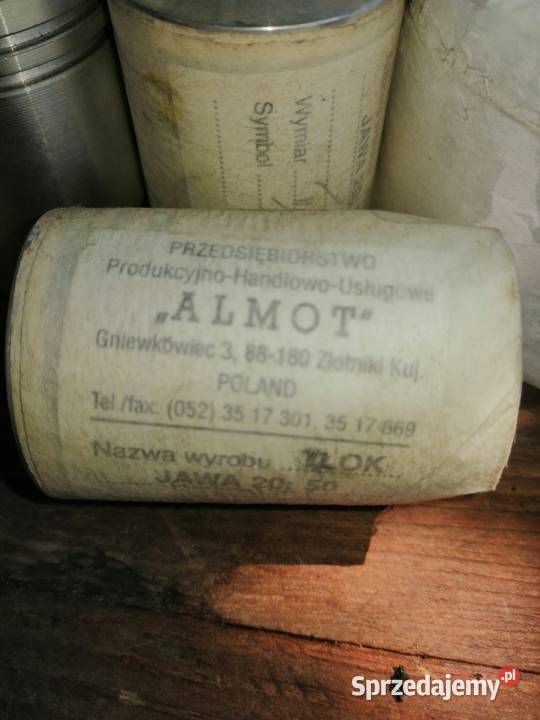 Wymiar
Symbol
JAWA
PRZEDSIĘBIORSTWO
Produkcyjno-Handlowo-Usługowe
„ALMOT"
Gniewkówiec 3, 88-180 Złotniki Kuj.
POLAND
Tel./fax: (052) 35 17 301, 35 17 669
Nazwa wyrobu ...TŁOK.....
JAWA 20, 50
Sprzedajemy.pl